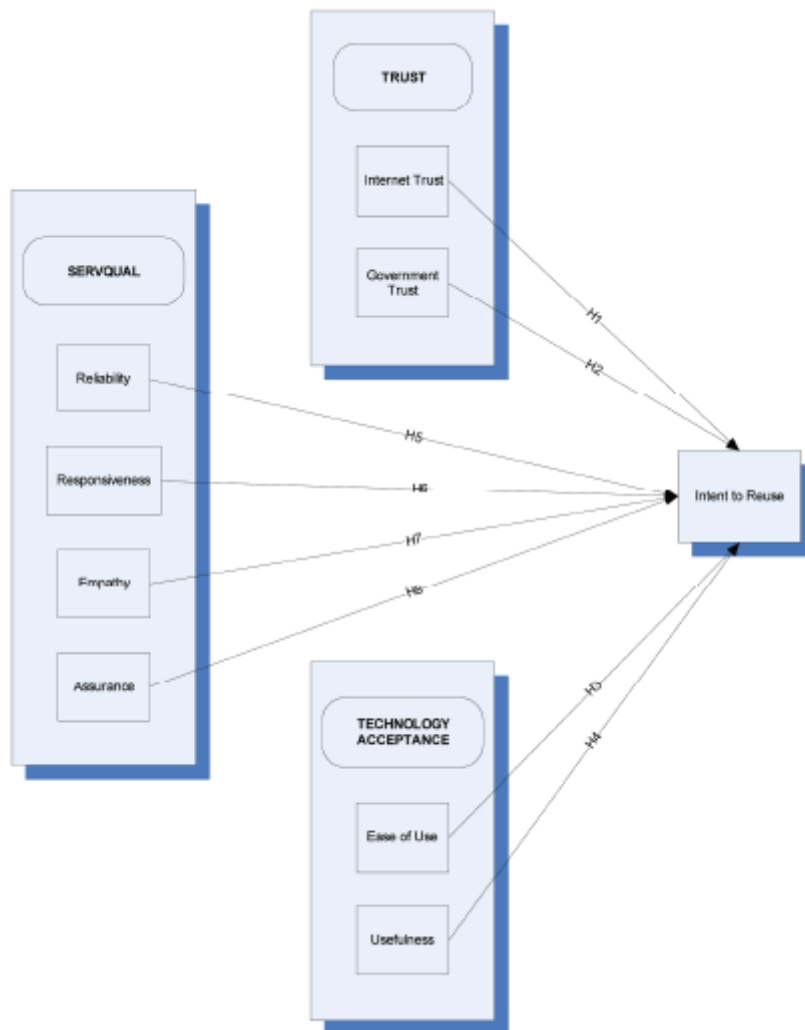 TRUST
Internet Trust
Government
Trust
H1
H2
SERVQUAL
Reliability
Responsiveness
Empathy
Assurance
H5
H6
H7
H8
Intent to Reuse
TECHNOLOGY
ACCEPTANCE
Ease of Use
Usefulness
H3
H4